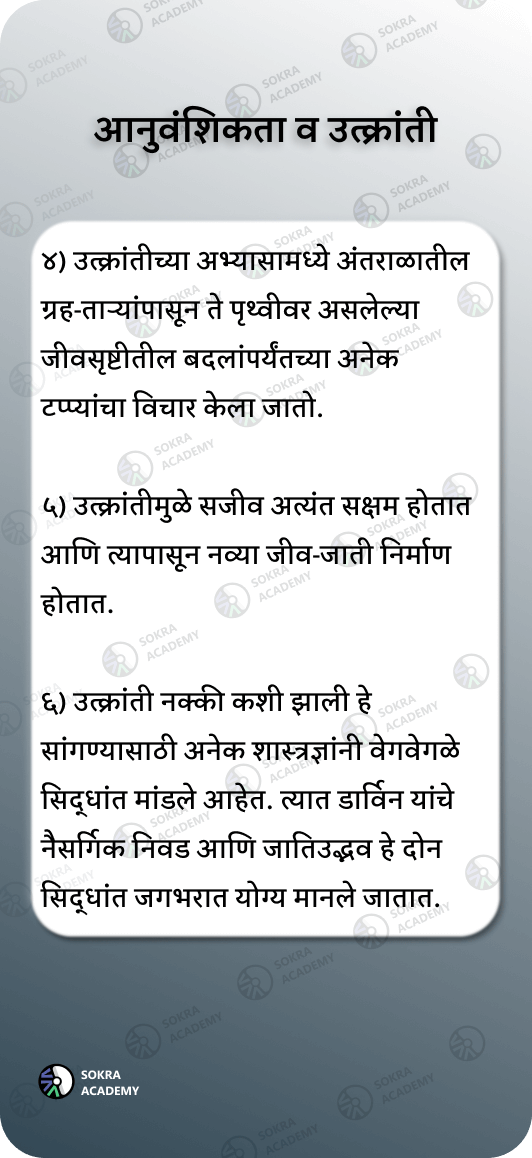 आनुवंशिकता व उत्क्रांती
४) उत्क्रांतीच्या अभ्यासामध्ये अंतराळातील
ग्रह-ताऱ्यांपासून ते पृथ्वीवर असलेल्या
जीवसृष्टीतील बदलांपर्यंतच्या अनेक
टप्प्यांचा विचार केला जातो.
५) उत्क्रांतीमुळे सजीव अत्यंत सक्षम होतात
आणि त्यापासून नव्या जीव-जाती निर्माण
होतात.
६) उत्क्रांती नक्की कशी झाली हे
सांगण्यासाठी अनेक शास्त्रज्ञांनी वेगवेगळे
सिद्धांत मांडले आहेत. त्यात डार्विन यांचे
नैसर्गिक निवड आणि जातिउद्भव हे दोन
सिद्धांत जगभरात योग्य मानले जातात.
SOKRA
ACADEMY